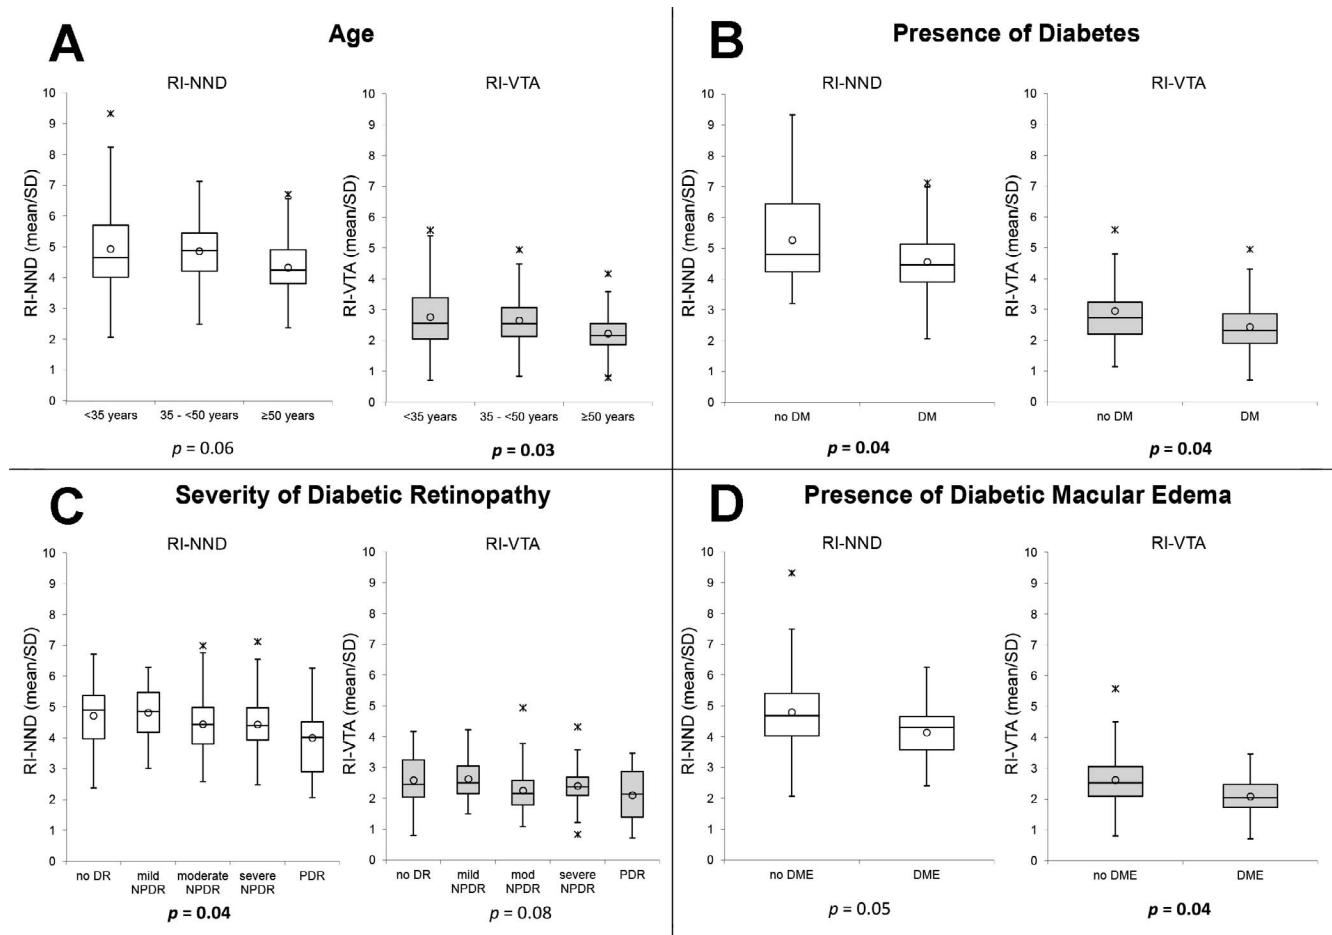 A
Age
RI-NND
RI-VTA
RI-NND (mean/SD)
10
9
8
7
6
5
4
3
2
1
0
<35 years
35 - <50 years
≥50 years
p = 0.06
RI-VTA (mean/SD)
10
9
8
7
6
5
4
3
2
1
0
<35 years
35 - <50 years
≥50 years
p = 0.03
B
Presence of Diabetes
RI-NND
RI-VTA
RI-NND (mean/SD)
10
9
8
7
6
5
4
3
2
1
0
no DM
DM
p = 0.04
RI-VTA (mean/SD)
10
9
8
7
6
5
4
3
2
1
0
no DM
DM
p = 0.04
C
Severity of Diabetic Retinopathy
RI-NND
RI-VTA
RI-NND (mean/SD)
10
9
8
7
6
5
4
3
2
1
0
no DR
mild
NPDR
moderate
NPDR
severe
NPDR
PDR
p = 0.04
RI-VTA (mean/SD)
10
9
8
7
6
5
4
3
2
1
0
no DR
mild
NPDR
mod
NPDR
severe
NPDR
PDR
p = 0.08
D
Presence of Diabetic Macular Edema
RI-NND
RI-VTA
RI-NND (mean/SD)
10
9
8
7
6
5
4
3
2
1
0
no DME
DME
p = 0.05
RI-VTA (mean/SD)
10
9
8
7
6
5
4
3
2
1
0
no DME
DME
p = 0.04